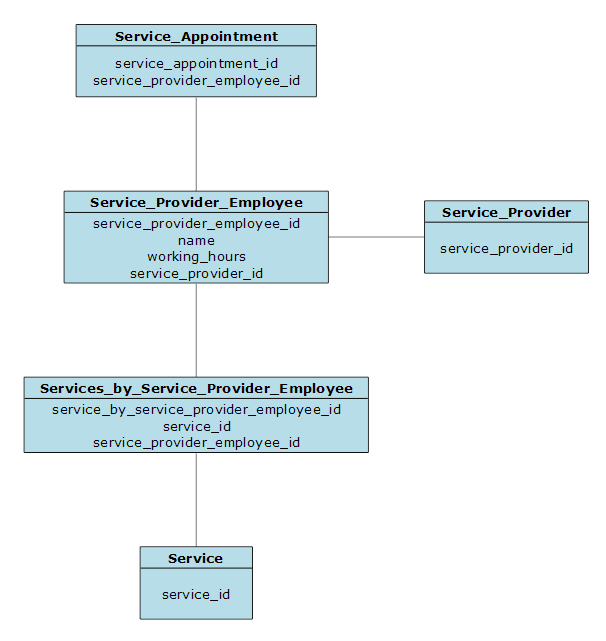 Service_Appointment
service_appointment_id
service_provider_employee_id
Service_Provider_Employee
service_provider_employee_id
name
working_hours
service_provider_id
Service_Provider
service_provider_id
Services_by_Service_Provider_Employee
service_by_service_provider_employee_id
service_id
service_provider_employee_id
Service
service_id